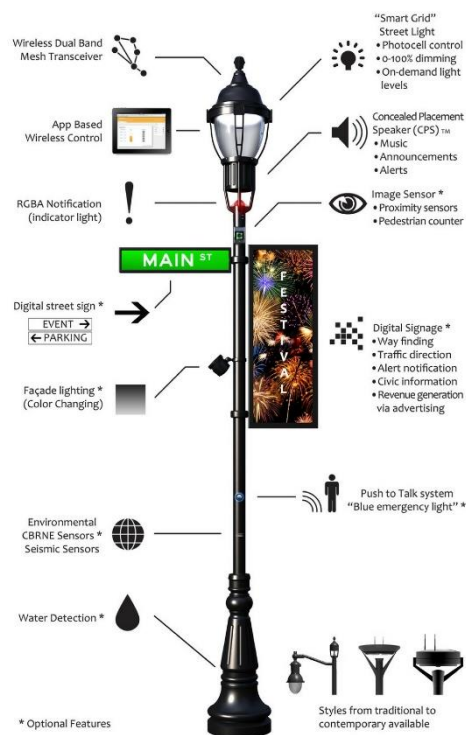 Wireless Dual Band
Mesh Transceiver
"Smart Grid"
Street Light
• Photocell control
• 0-100% dimming
• On-demand light
levels
App Based
Wireless Control
Concealed Placement
Speaker (CPS) TM
• Music
• Announcements
• Alerts
RGBA Notification
(indicator light)
Image Sensor *
• Proximity sensors
• Pedestrian counter
MAIN ST
FESTIVAL
Digital street sign *
EVENT →
← PARKING
Digital Signage *
• Way finding
• Traffic direction
• Alert notification
• Civic information
• Revenue generation
via advertising
Façade lighting *
(Color Changing)
Push to Talk system
"Blue emergency light" *
Environmental
CBRNE Sensors *
Seismic Sensors
Water Detection *
* Optional Features
Styles from traditional to
contemporary available